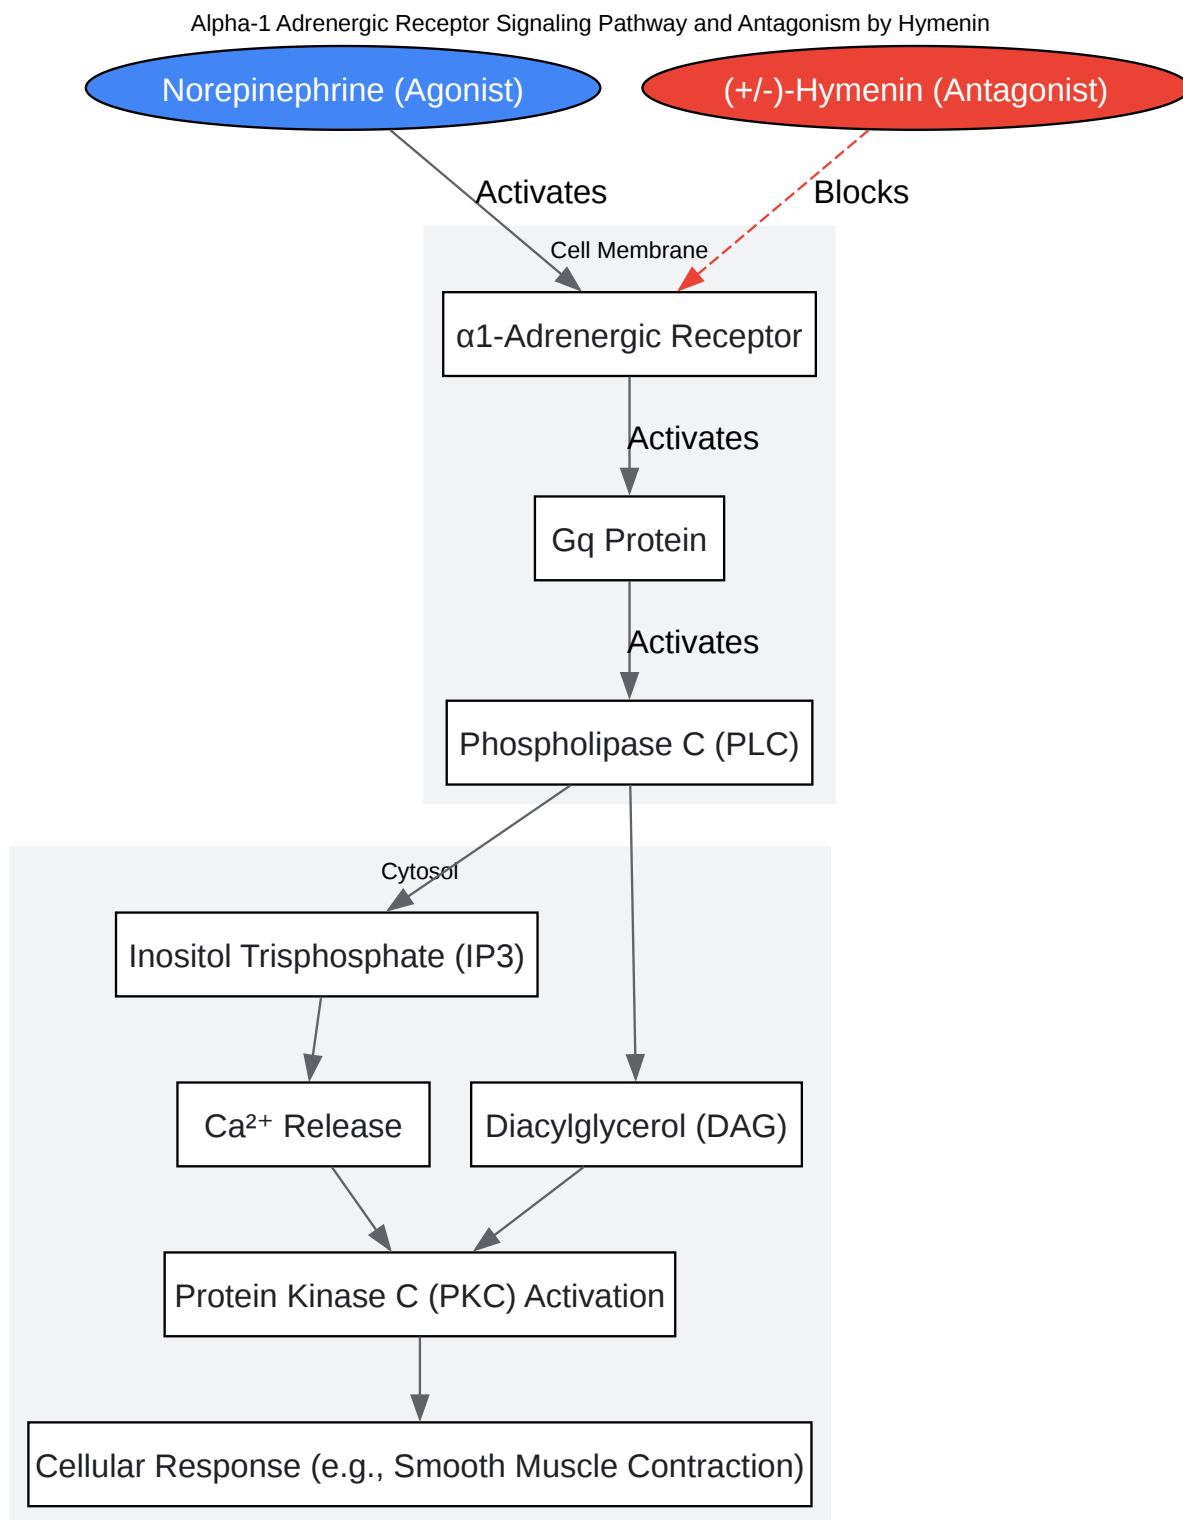 Alpha-1 Adrenergic Receptor Signaling Pathway and Antagonism by Hymenin
Norepinephrine (Agonist)
(+/-)-Hymenin (Antagonist)
Activates
Blocks
Cell Membrane
α1-Adrenergic Receptor
Activates
Gq Protein
Activates
Phospholipase C (PLC)
Cytosol
Inositol Trisphosphate (IP3)
Ca²⁺ Release
Diacylglycerol (DAG)
Protein Kinase C (PKC) Activation
Cellular Response (e.g., Smooth Muscle Contraction)